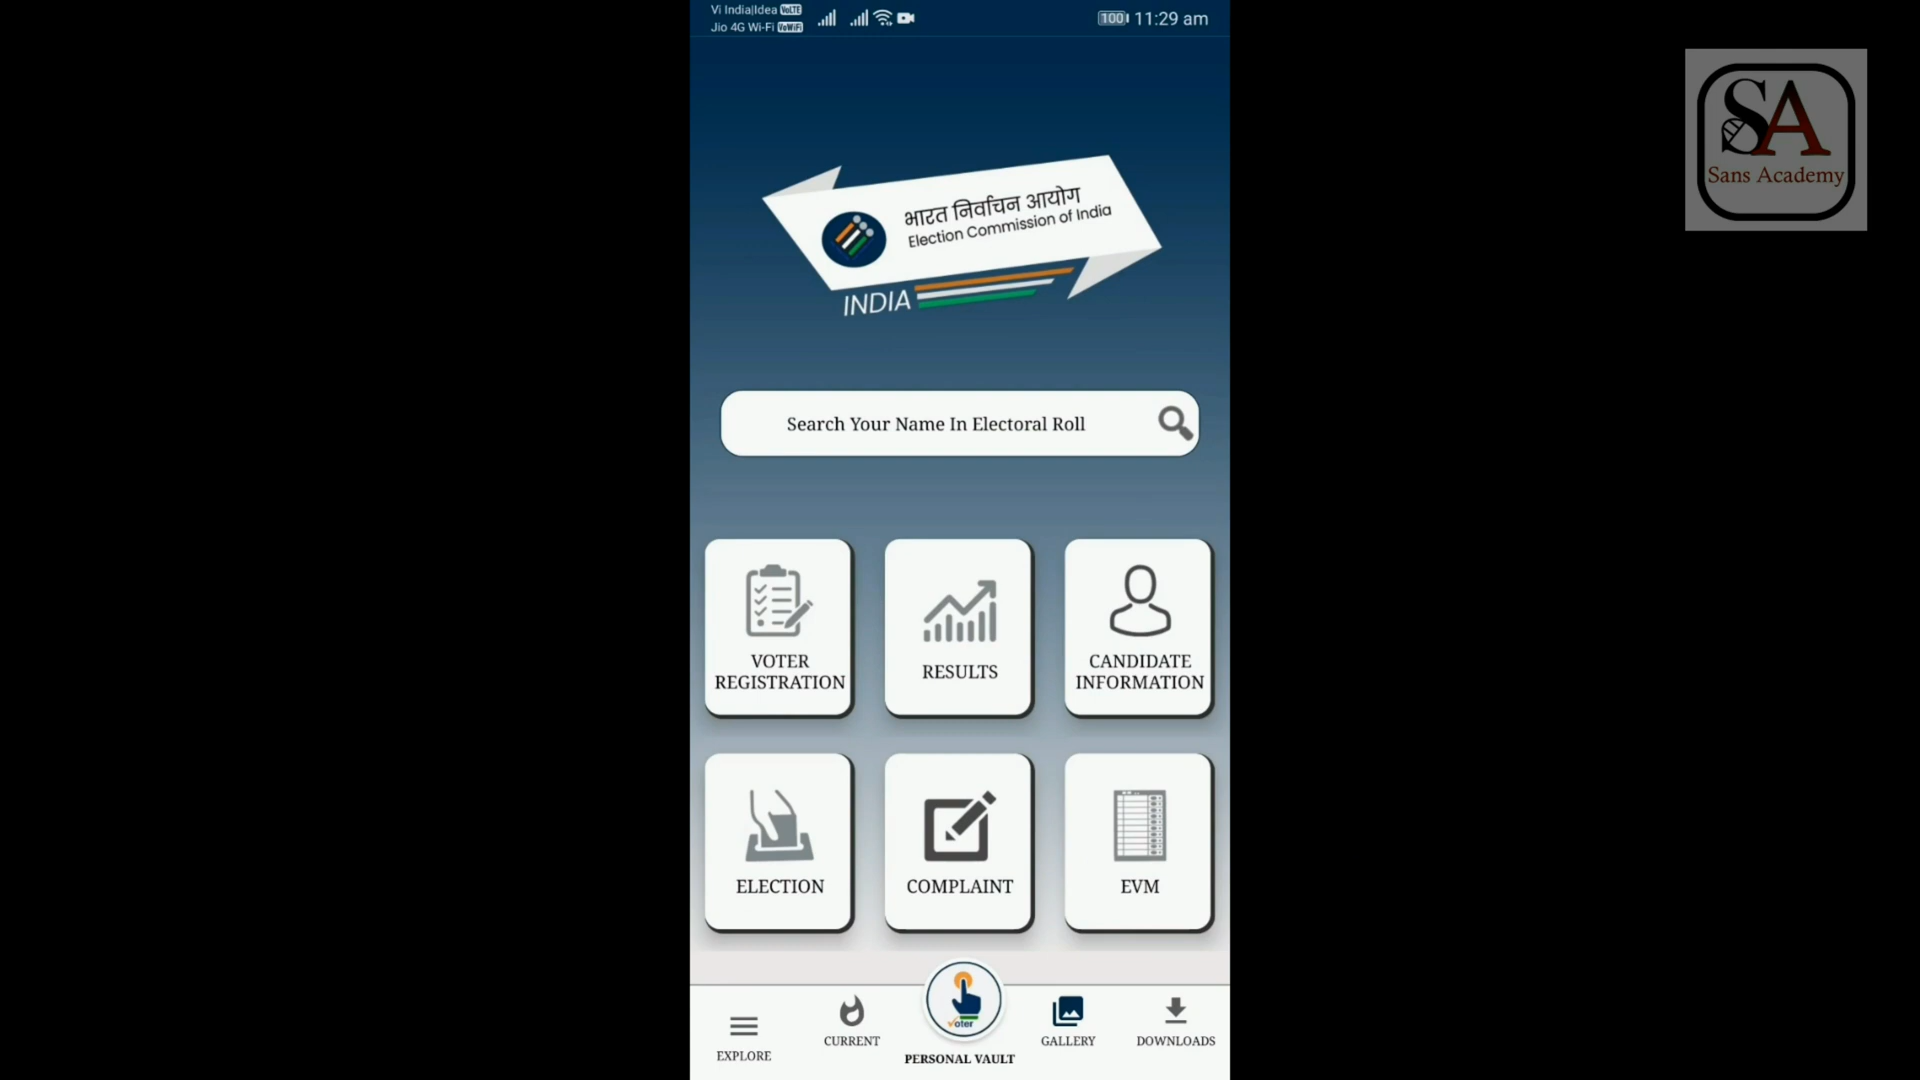 Vi India|Idea VoLTE
Jio 4G Wi-Fi VoWiFi
100 11:29 am
SA
Sans Academy
भारत निर्वाचन आयोग
Election Commission of India
INDIA
Search Your Name In Electoral Roll
VOTER
REGISTRATION
RESULTS
CANDIDATE
INFORMATION
ELECTION
COMPLAINT
EVM
EXPLORE
CURRENT
Voter
PERSONAL VAULT
GALLERY
DOWNLOADS